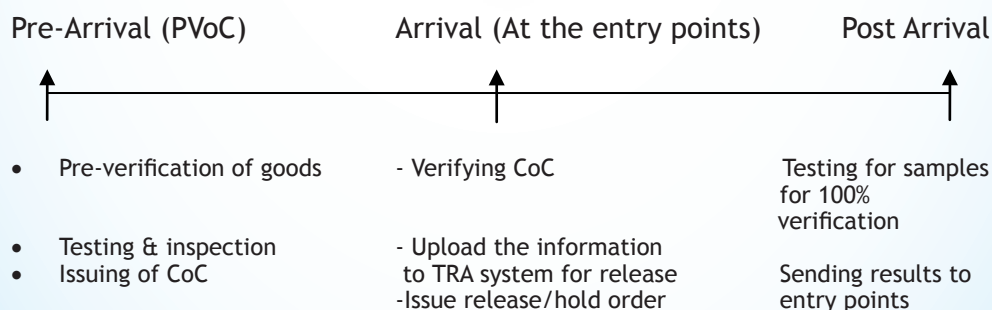 Pre-Arrival (PVoC) Arrival (At the entry points) Post Arrival
• Pre-verification of goods
• Testing & inspection
• Issuing of CoC
- Verifying CoC
- Upload the information
to TRA system for release
-Issue release/hold order
Testing for samples
for 100%
verification
Sending results to
entry points